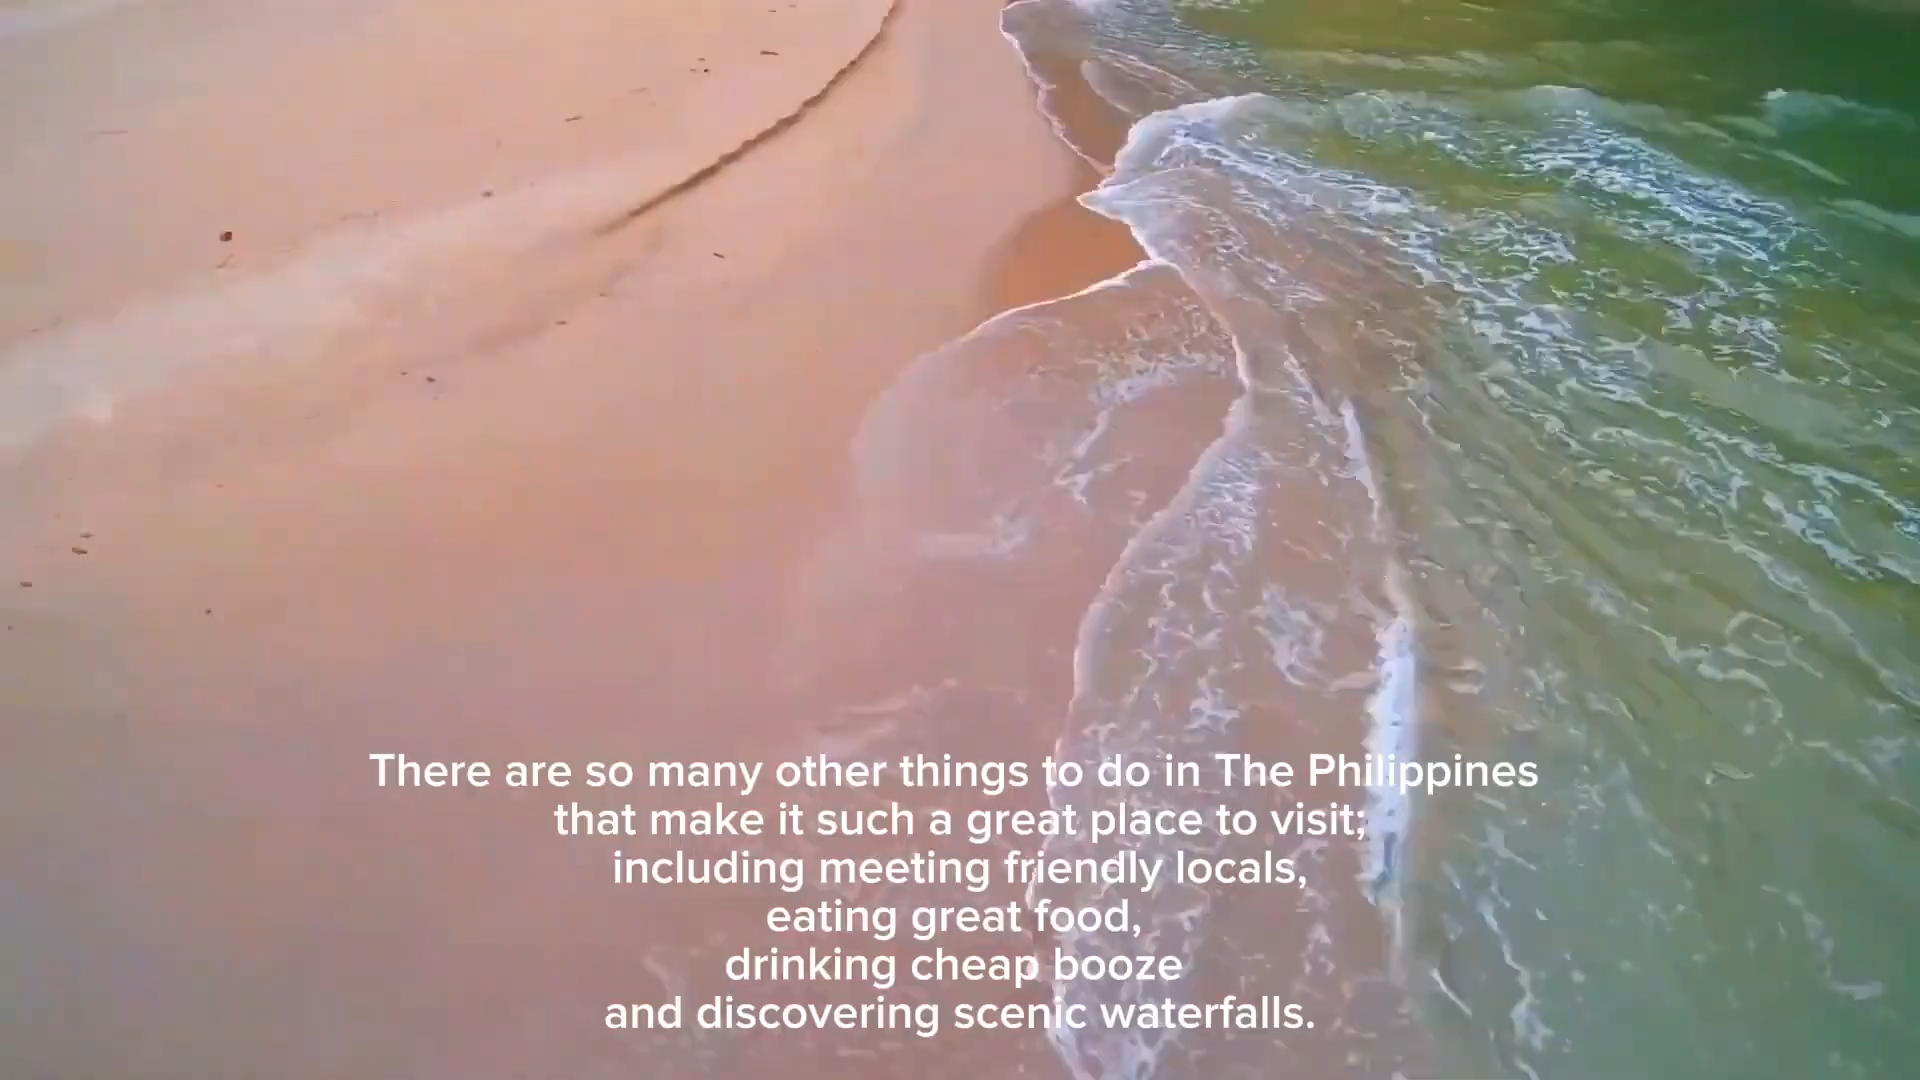 There are so many other things to do in The Philippines
that make it such a great place to visit;
including meeting friendly locals,
eating great food,
drinking cheap booze
and discovering scenic waterfalls.